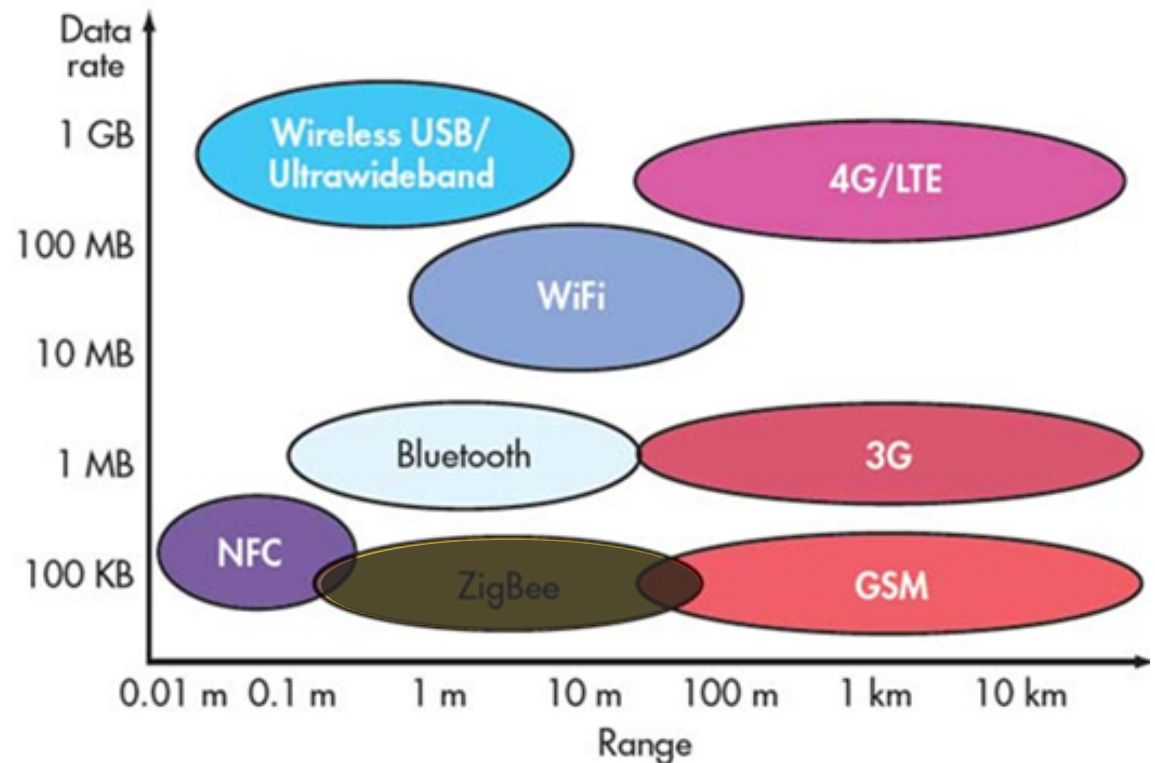 Data
rate
1 GB
Wireless USB/
Ultrawideband
4G/LTE
100 MB
WiFi
10 MB
1 MB
Bluetooth
3G
NFC
100 KB
ZigBee
GSM
0.01 m 0.1 m 1 m 10 m 100 m 1 km 10 km
Range